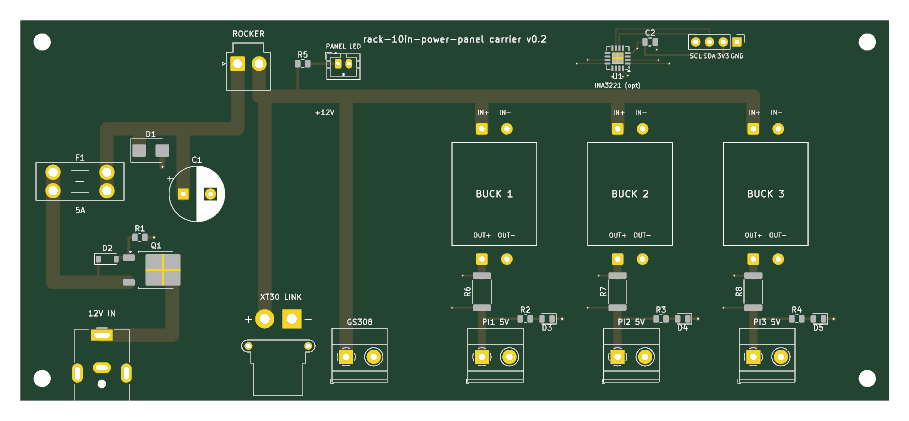 ROCKER
rack-10in-power-panel carrier v0.2
PANEL LED
R5
C2
SCL SDA 3V3 GND
U1
INA3221 (opt)
+12V
IN+ IN-
IN+ IN-
IN+ IN-
D1
F1
C1
+
5A
BUCK 1
BUCK 2
BUCK 3
R1
Q1
D2
OUT+ OUT-
OUT+ OUT-
OUT+ OUT-
R6
R7
R8
XT30 LINK
+ -
12V IN
GS308
PI1 5V
R2
D3
PI2 5V
R3
D4
PI3 5V
R4
D5